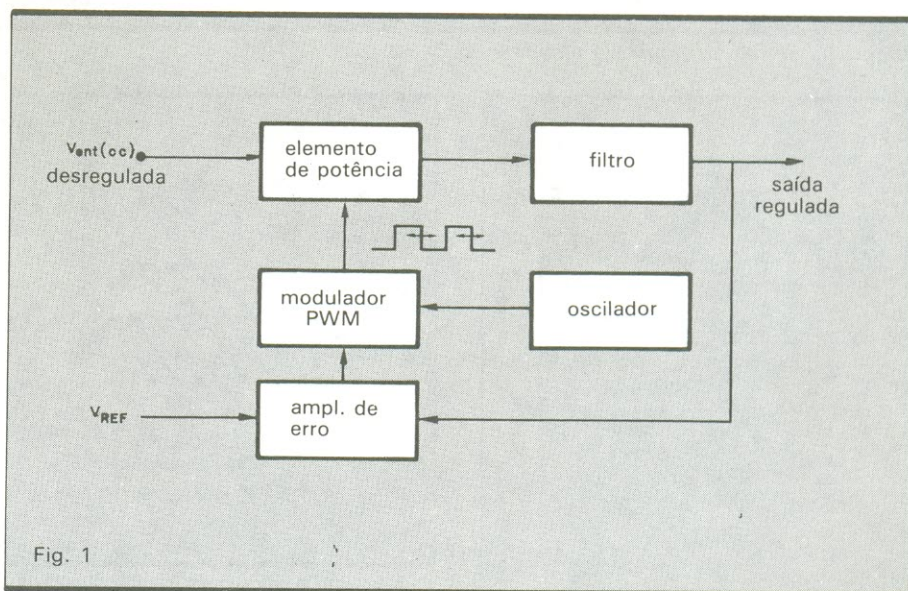 Vent(cc)
desregulada
elemento
de potência
filtro
saída
regulada
modulador
PWM
oscilador
VREF
ampl. de
erro
Fig. 1